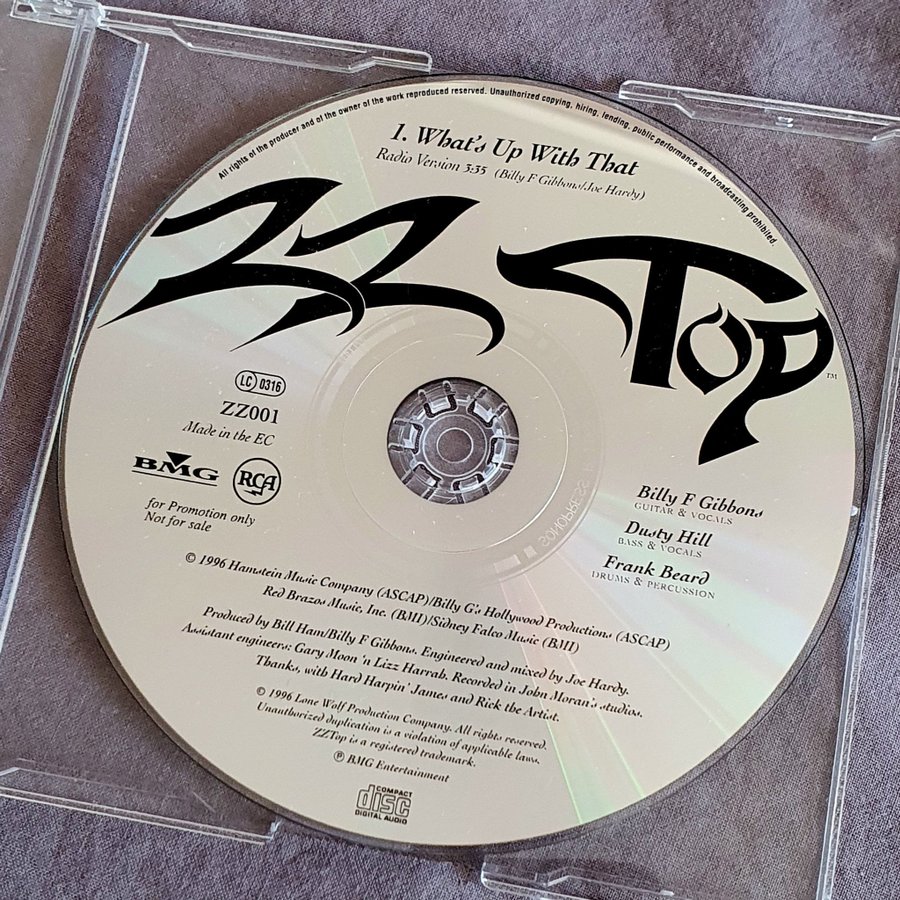 All rights of the producer and of the owner of the work reproduced reserved. Unauthorized copying, hiring, lending, public performance and broadcasting prohibited.
1. What's Up With That
Radio Version 3:35 (Billy F Gibbons/Joe Hardy)
ZZ TOP™
LC 0316
ZZ001
Made in the EC
BMG RCA
for Promotion only
Not for sale
Billy F Gibbons
GUITAR & VOCALS
Dusty Hill
BASS & VOCALS
Frank Beard
DRUMS & PERCUSSION
SONOPRESS
© 1996 Hamstein Music Company (ASCAP)/Billy G's Hollywood Productions (ASCAP)
Red Brazos Music, Inc. (BMI)/Sidney Falco Music (BMI)
Produced by Bill Ham/Billy F Gibbons. Engineered and mixed by Joe Hardy.
Assistant engineers: Gary Moon 'n Lizz Harrah. Recorded in John Moran's studios.
Thanks, with Hard Harpin' James and Rick the Artist.
© 1996 Lone Wolf Production Company. All rights reserved.
Unauthorized duplication is a violation of applicable laws.
ZZTop is a registered trademark.
℗ BMG Entertainment
COMPACT
disc
DIGITAL AUDIO